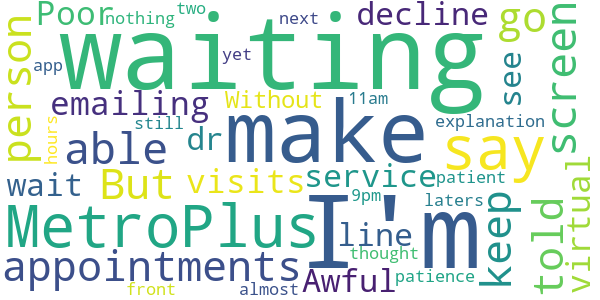 Poor nothing two next decline go
person waiting screen
app yet see
emailing Without 11am
still make explanation
hours able dr say
But visits service patient
wait 9pm keep told virtual
MetroPlus I'm line laters
thought
appointments Awful patience
front almost